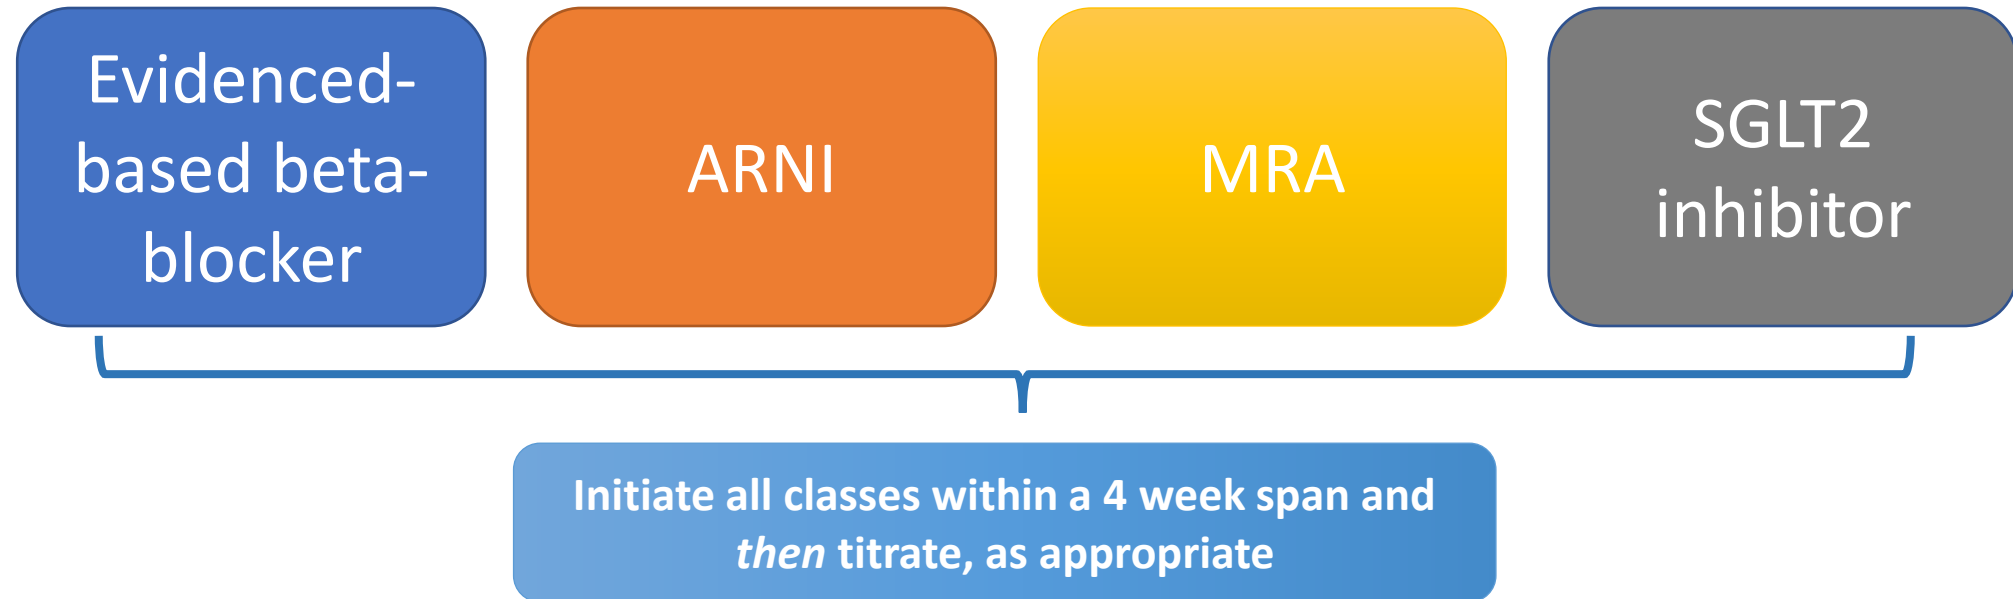 Evidenced-
based beta-
blocker
ARNI
MRA
SGLT2
inhibitor
Initiate all classes within a 4 week span and
then titrate, as appropriate